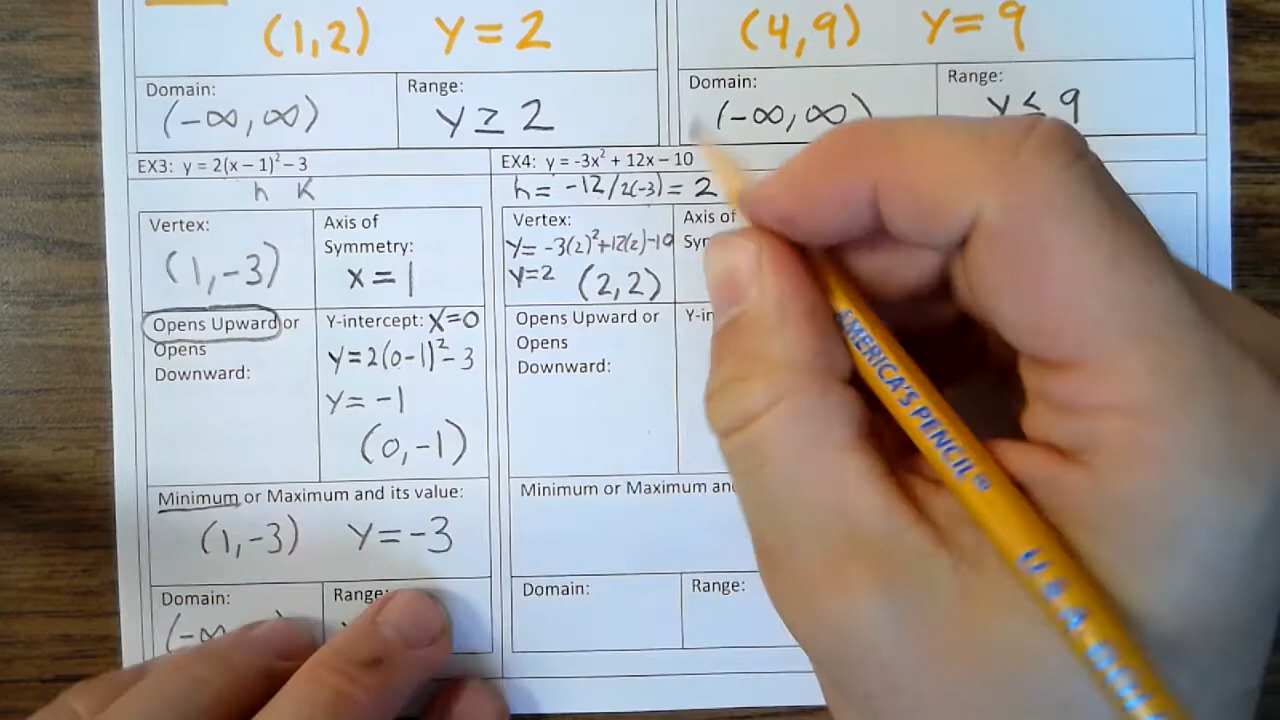 (1,2) y=2
(4,9) y=9
Domain:
(-∞,∞)
Range:
y≥2
Domain:
(-∞,∞)
Range:
y≤9
EX3: y = 2(x – 1)² – 3
h K
Vertex:
(1,-3)
Axis of
Symmetry:
x=1
Opens Upward or
Opens
Downward:
Y-intercept: x=0
y=2(0-1)²-3
y=-1
(0,-1)
Minimum or Maximum and its value:
(1,-3) y=-3
Domain:
(-∞
Range:
EX4: y = -3x² + 12x – 10
h= -12/2(-3) = 2
Vertex:
y=-3(2)²+12(2)-10
y=2 (2,2)
Axis of
Opens Upward or
Opens
Downward:
Minimum or Maximum
Domain:
Range:
AMERICA'S PENCIL®
U.S.A.